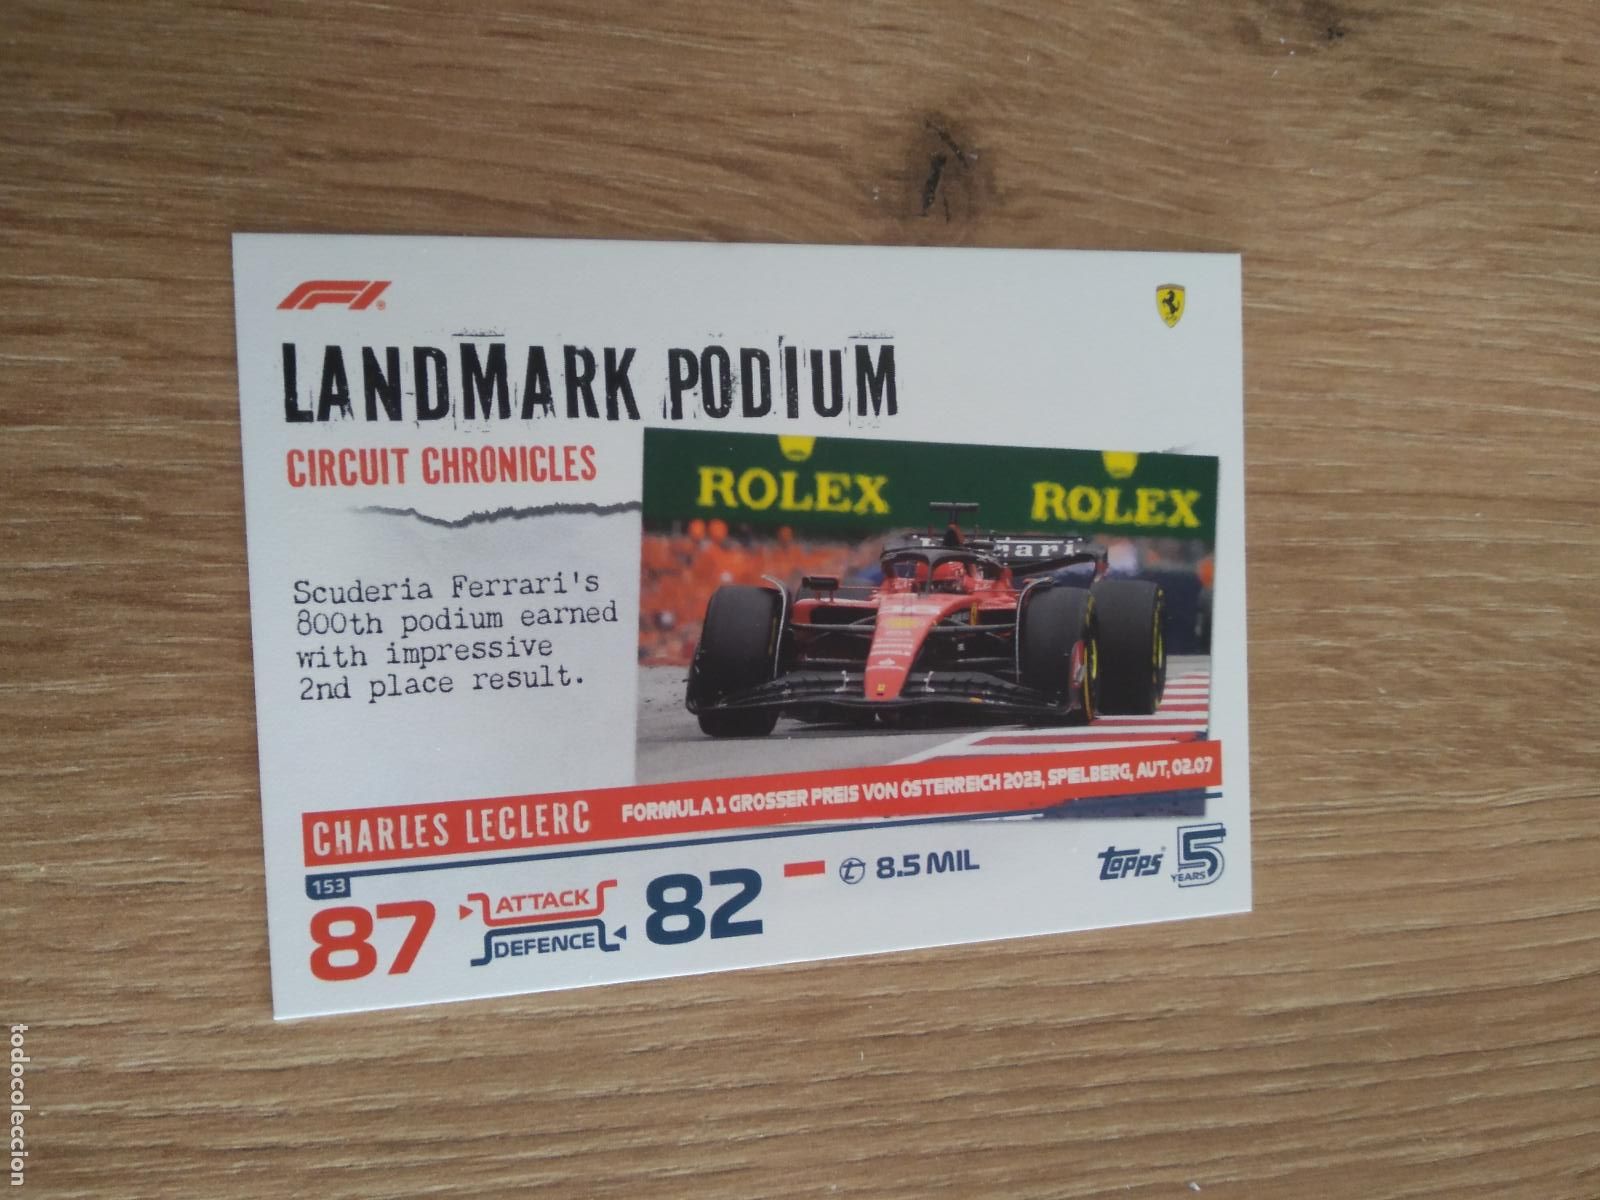 F1
LANDMARK PODIUM
CIRCUIT CHRONICLES
ROLEX
ROLEX
Scuderia Ferrari's
800th podium earned
with impressive
2nd place result.
CHARLES LECLERC
FORMULA 1 GROSSER PREIS VON ÖSTERREICH 2023, SPIELBERG, AUT, 02.07
153
87
ATTACK
DEFENCE
82
8.5 MIL
topps
5
YEARS
todocoleccion